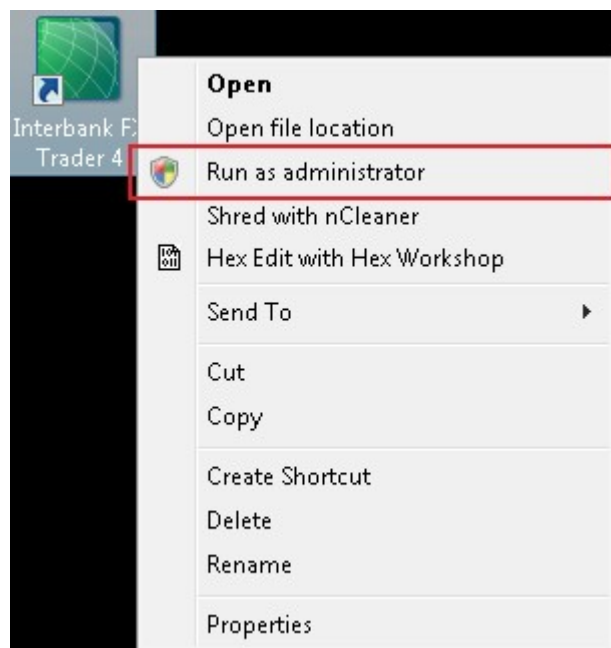 Interbank F
Trader 4
Open
Open file location
Run as administrator
Shred with nCleaner
Hex Edit with Hex Workshop
Send To
Cut
Copy
Create Shortcut
Delete
Rename
Properties